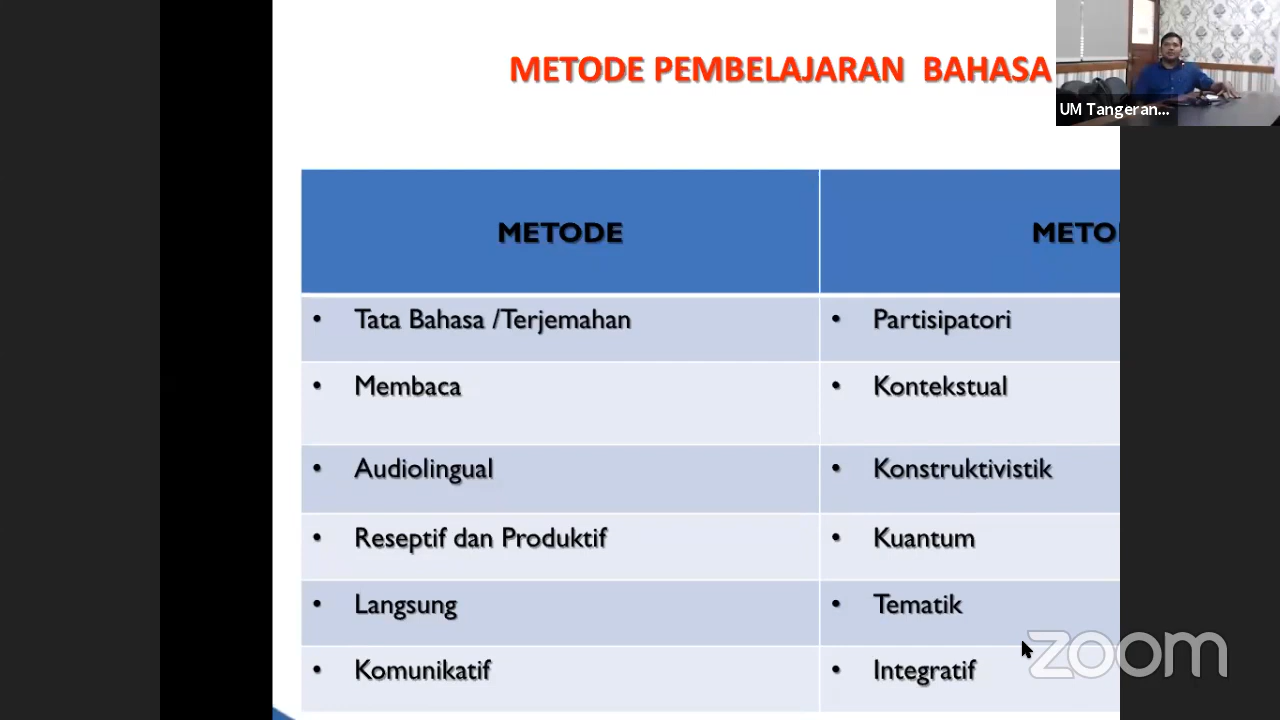 METODE PEMBELAJARAN BAHASA
UM Tangeran...
METODE METO
• Tata Bahasa /Terjemahan • Partisipatori
• Membaca • Kontekstual
• Audiolingual • Konstruktivistik
• Reseptif dan Produktif • Kuantum
• Langsung • Tematik
• Komunikatif • Integratif
zoom